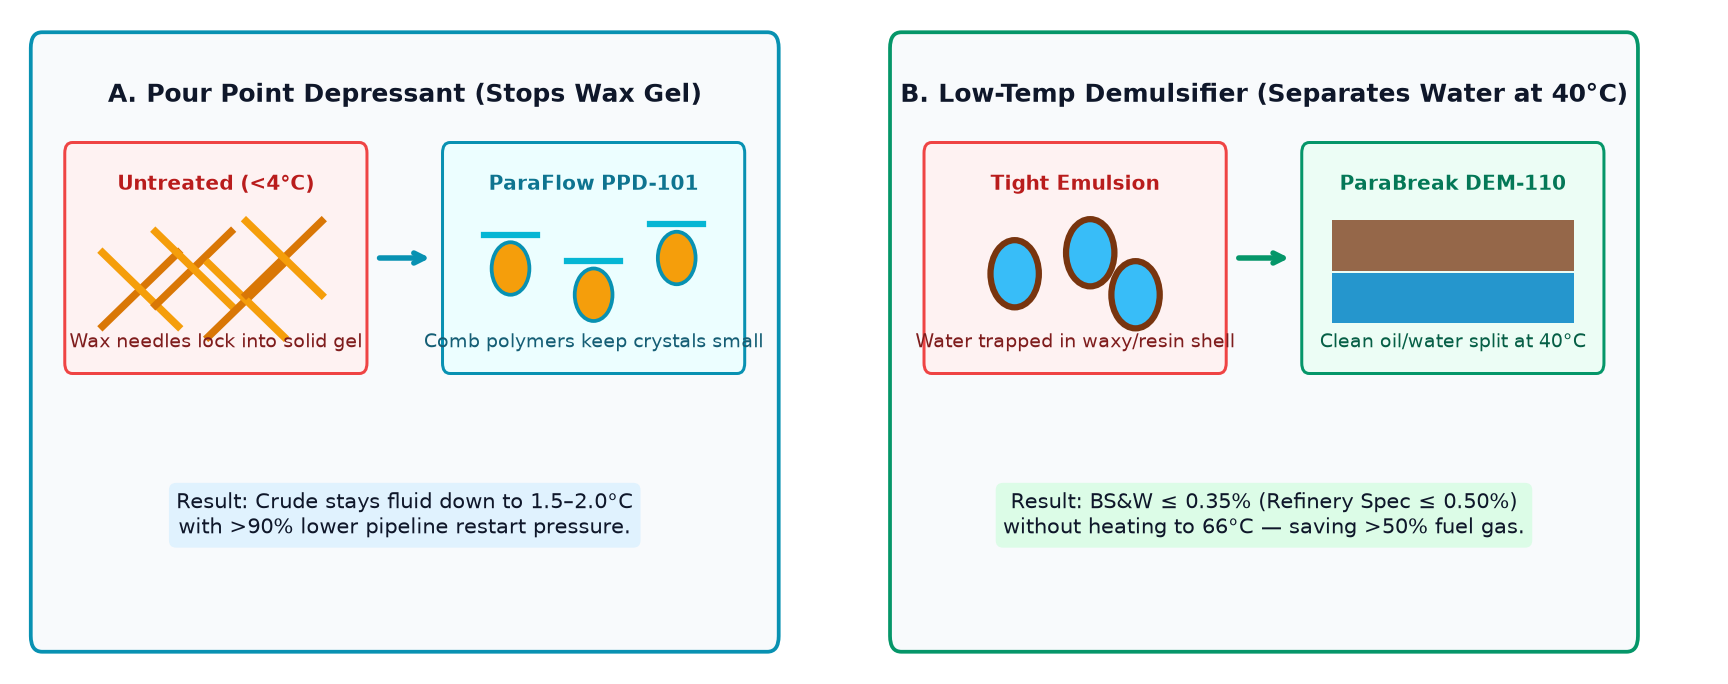 A. Pour Point Depressant (Stops Wax Gel)
Untreated (<4°C)
Wax needles lock into solid gel
ParaFlow PPD-101
Comb polymers keep crystals small
Result: Crude stays fluid down to 1.5–2.0°C
with >90% lower pipeline restart pressure.
B. Low-Temp Demulsifier (Separates Water at 40°C)
Tight Emulsion
Water trapped in waxy/resin shell
ParaBreak DEM-110
Clean oil/water split at 40°C
Result: BS&W ≤ 0.35% (Refinery Spec ≤ 0.50%)
without heating to 66°C — saving >50% fuel gas.